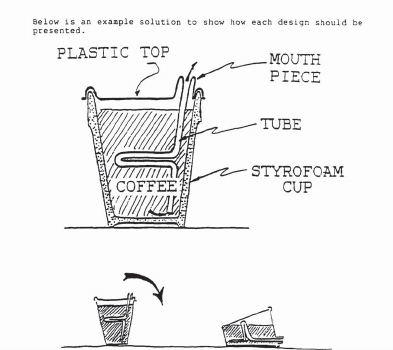 Below is an example solution to show how each design should be
presented.
PLASTIC TOP
MOUTH
PIECE
TUBE
STYROFOAM
CUP
COFFEE